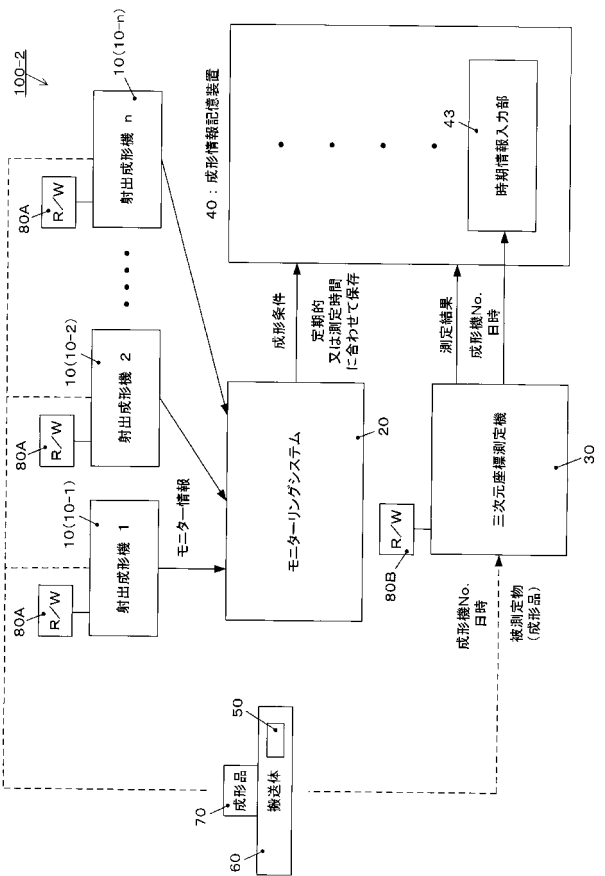 100-2
10(10-n)
射出成形機 n
80A
R/W
10(10-2)
射出成形機 2
80A
R/W
10(10-1)
射出成形機 1
80A
R/W
モニター情報
モニターリングシステム
20
成形条件
定期的
又は測定時間
に合わせて保存
40:成形情報記憶装置
43
時期情報入力部
測定結果
成形機No.
日時
三次元座標測定機
30
R/W
80B
成形機No.
日時
被測定物
(成形品)
70
成形品
50
搬送体
60